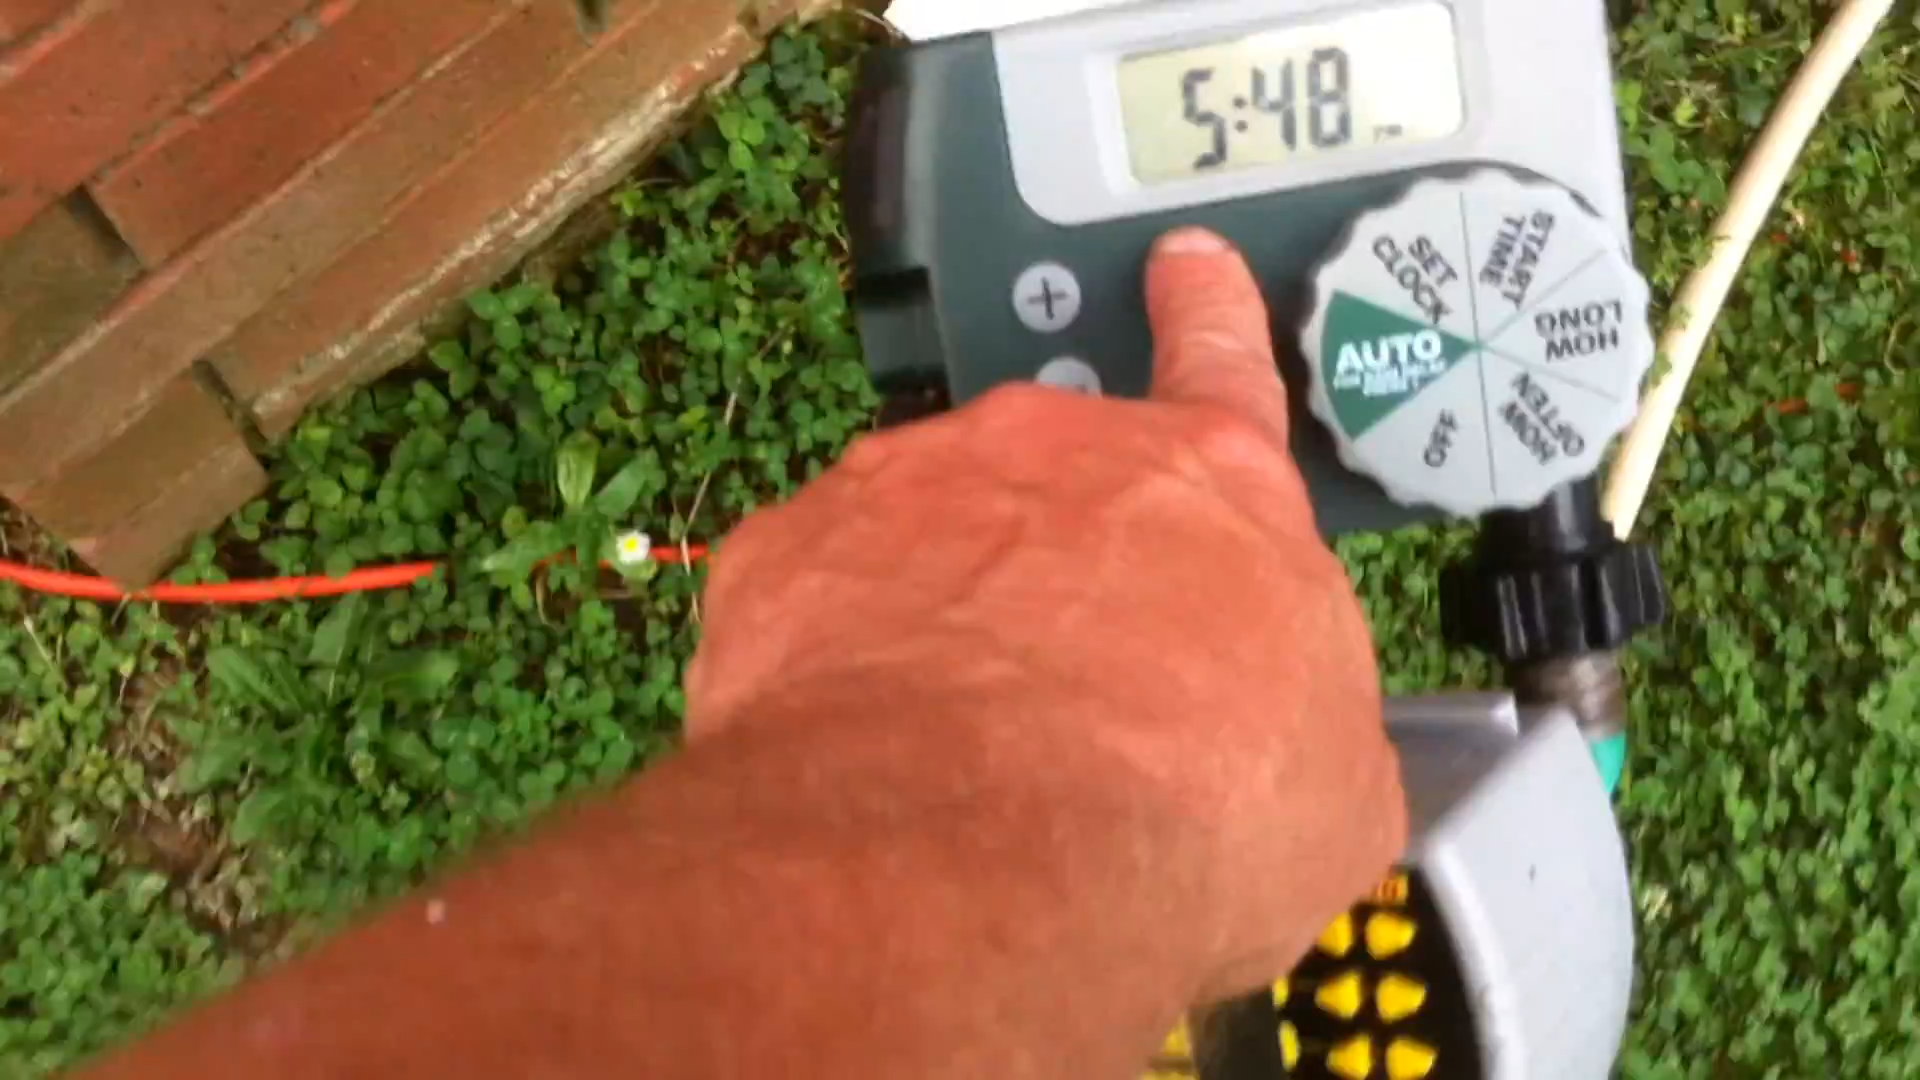 5:48
SET
CLOCK
START
TIME
HOW
LONG
HOW
OFTEN
OFF
AUTO